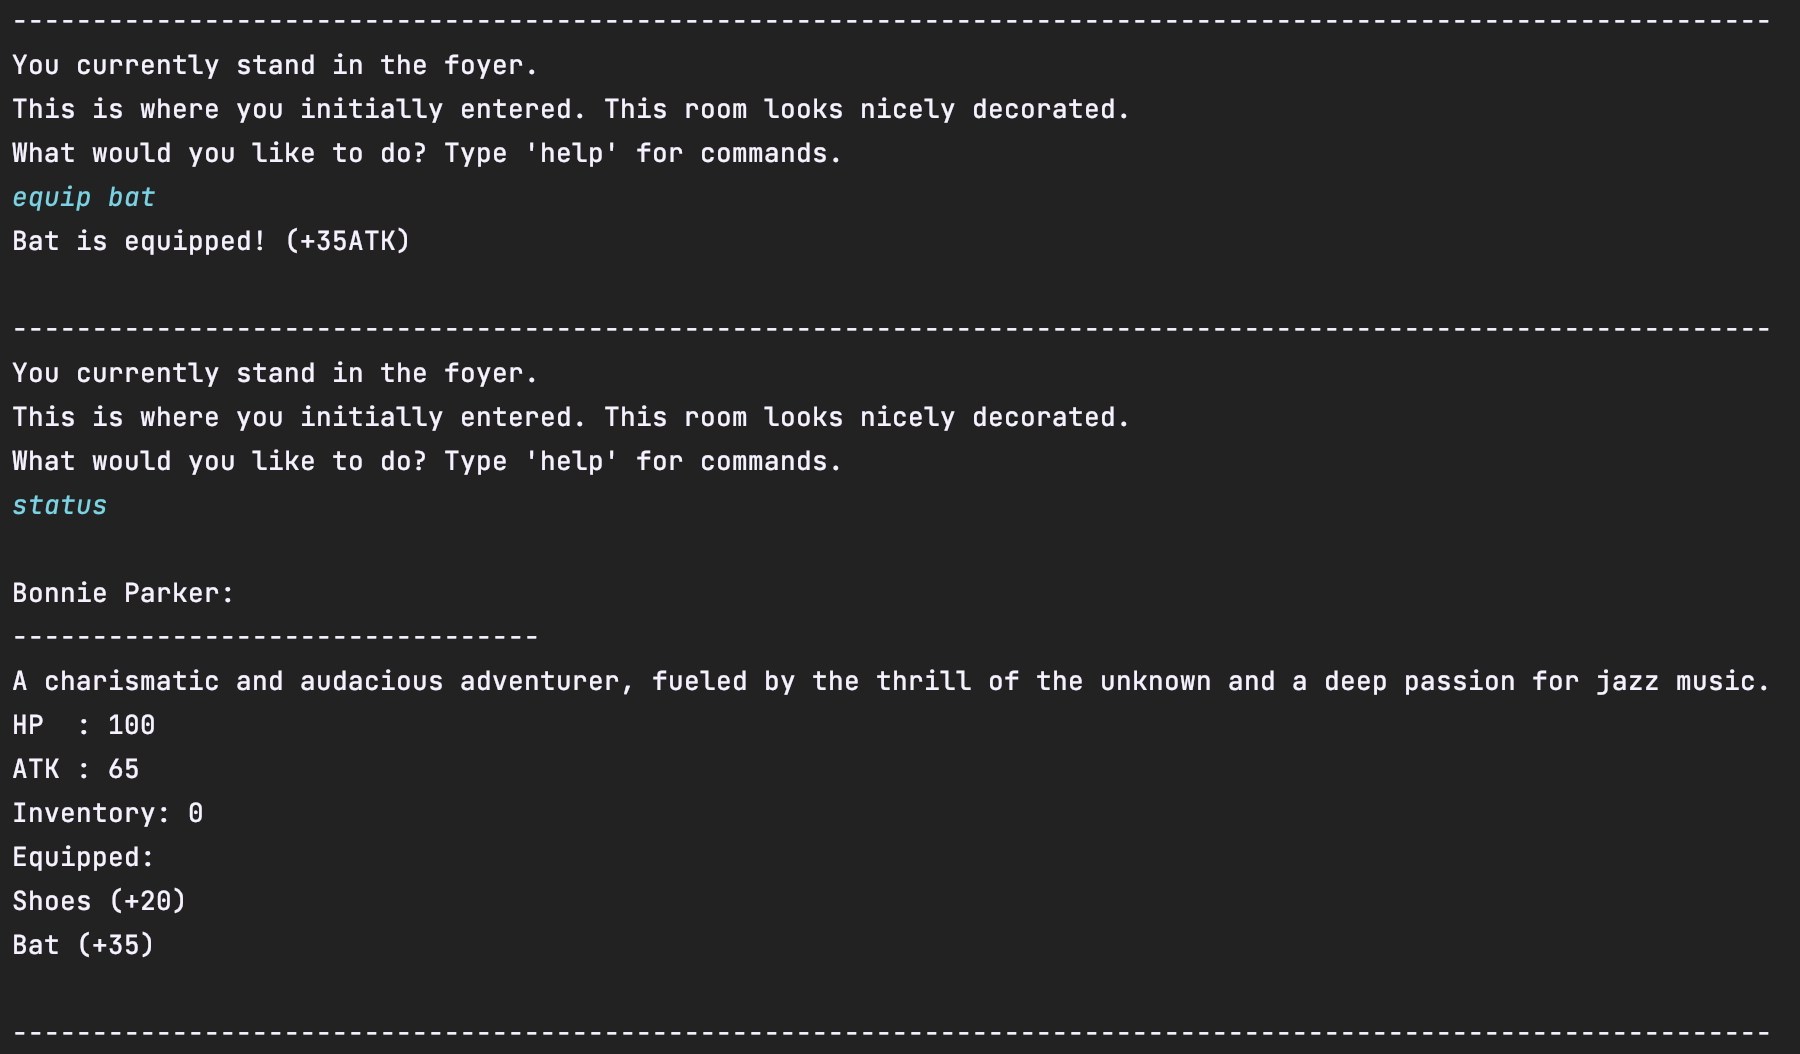 --------------------------------------------------------------------------------------------------------------
You currently stand in the foyer.
This is where you initially entered. This room looks nicely decorated.
What would you like to do? Type 'help' for commands.
equip bat
Bat is equipped! (+35ATK)
--------------------------------------------------------------------------------------------------------------
You currently stand in the foyer.
This is where you initially entered. This room looks nicely decorated.
What would you like to do? Type 'help' for commands.
status
Bonnie Parker:
---------------------------------
A charismatic and audacious adventurer, fueled by the thrill of the unknown and a deep passion for jazz music.
HP  : 100
ATK : 65
Inventory: 0
Equipped:
Shoes (+20)
Bat (+35)
--------------------------------------------------------------------------------------------------------------